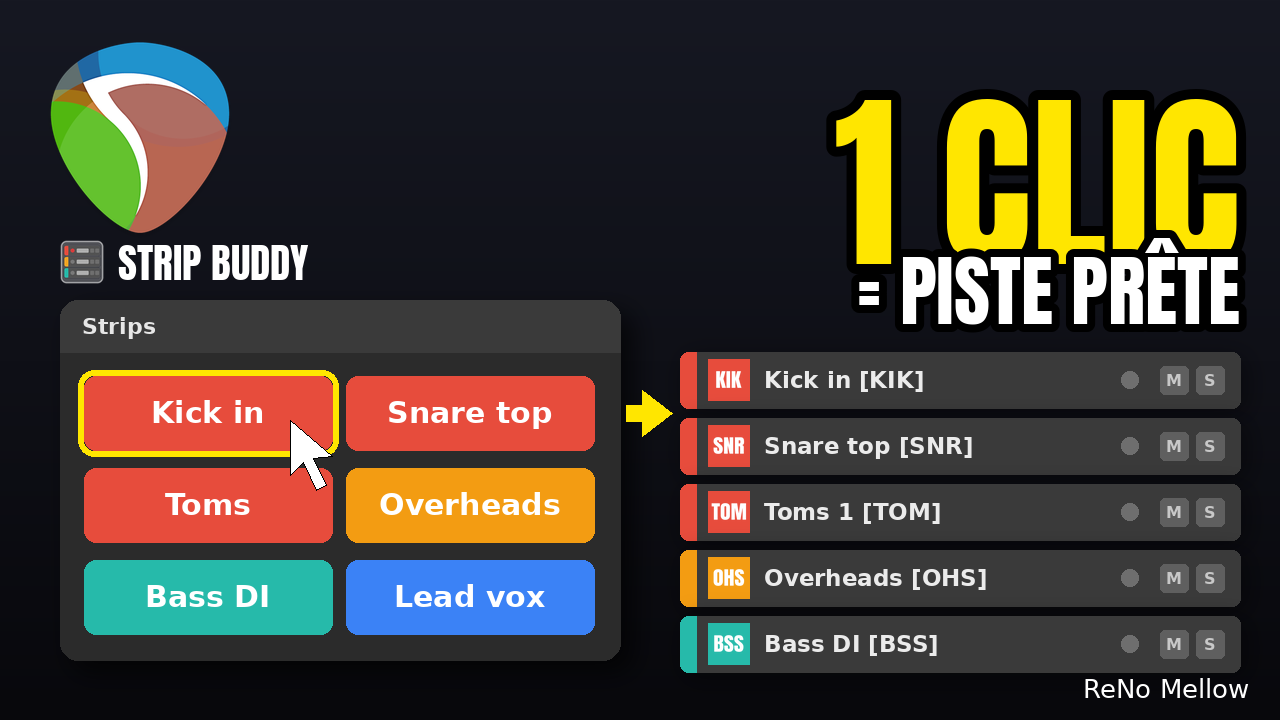 STRIP BUDDY
1 CLIC
= PISTE PRÊTE
Strips
Kick in
Snare top
Toms
Overheads
Bass DI
Lead vox
KIK Kick in [KIK] M S
SNR Snare top [SNR] M S
TOM Toms 1 [TOM] M S
OHS Overheads [OHS] M S
BSS Bass DI [BSS] M S
ReNo Mellow